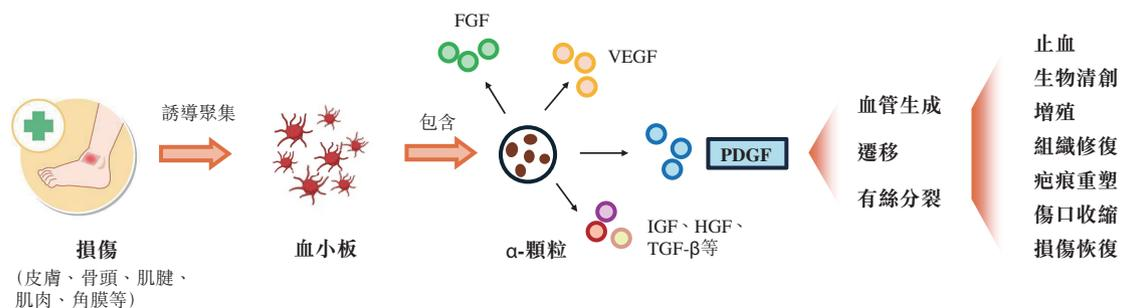 FGF
VEGF
誘導聚集
包含
PDGF
IGF、HGF、
TGF-β等
損傷
(皮膚、骨頭、肌腱、
肌肉、角膜等)
血小板
α-顆粒
血管生成
遷移
有絲分裂
止血
生物清創
增殖
組織修復
疤痕重塑
傷口收縮
損傷恢復